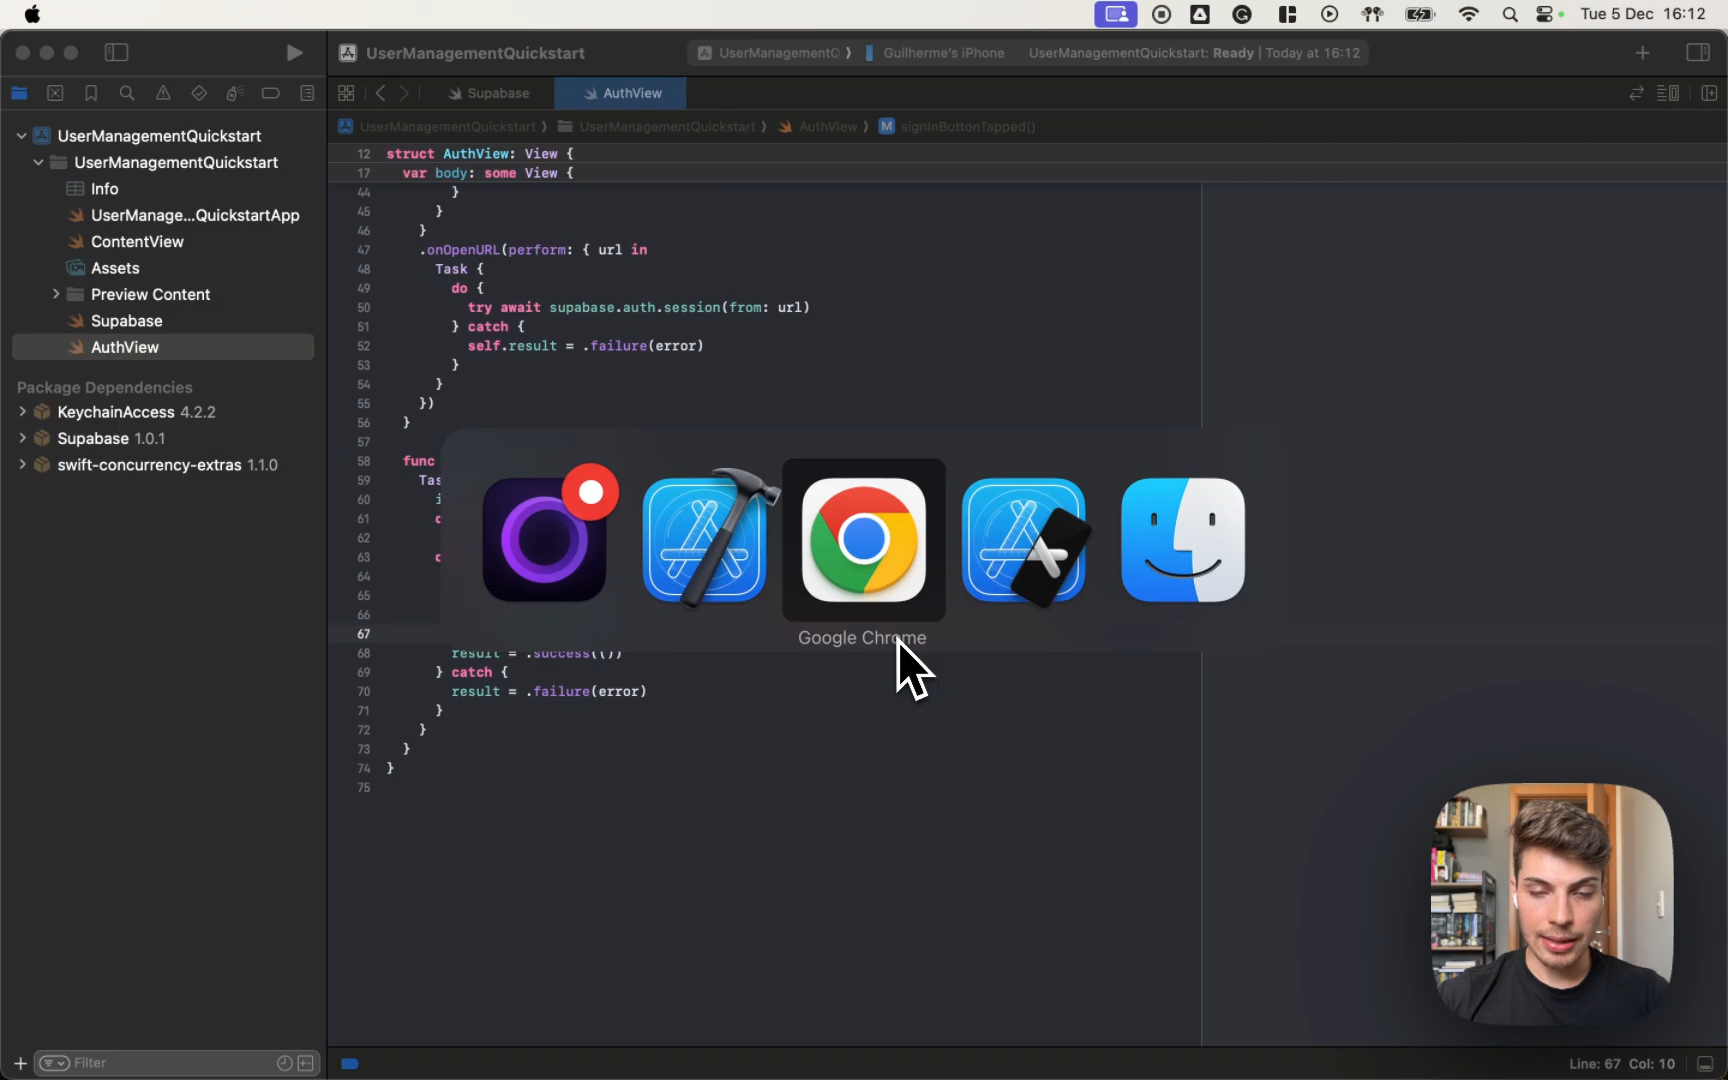 Tue 5 Dec 16:12
UserManagementQuickstart
UserManagementQ
Guilherme's iPhone
UserManagementQuickstart: Ready | Today at 16:12
Supabase
AuthView
UserManagementQuickstart
UserManagementQuickstart
AuthView
M signInButtonTapped()
UserManagementQuickstart
UserManagementQuickstart
Info
UserManage...QuickstartApp
ContentView
Assets
Preview Content
Supabase
AuthView
Package Dependencies
KeychainAccess 4.2.2
Supabase 1.0.1
swift-concurrency-extras 1.1.0
12 struct AuthView: View {
17 var body: some View {
44 }
45 }
46 }
47 .onOpenURL(perform: { url in
48 Task {
49 do {
50 try await supabase.auth.session(from: url)
51 } catch {
52 self.result = .failure(error)
53 }
54 }
55 })
56 }
57
58 func
59 Tas
60 i
61
62
63
64
65
66
67
68 result = .success(())
69 } catch {
70 result = .failure(error)
71 }
72 }
73 }
74 }
75
Google Chrome
Filter
Line: 67 Col: 10